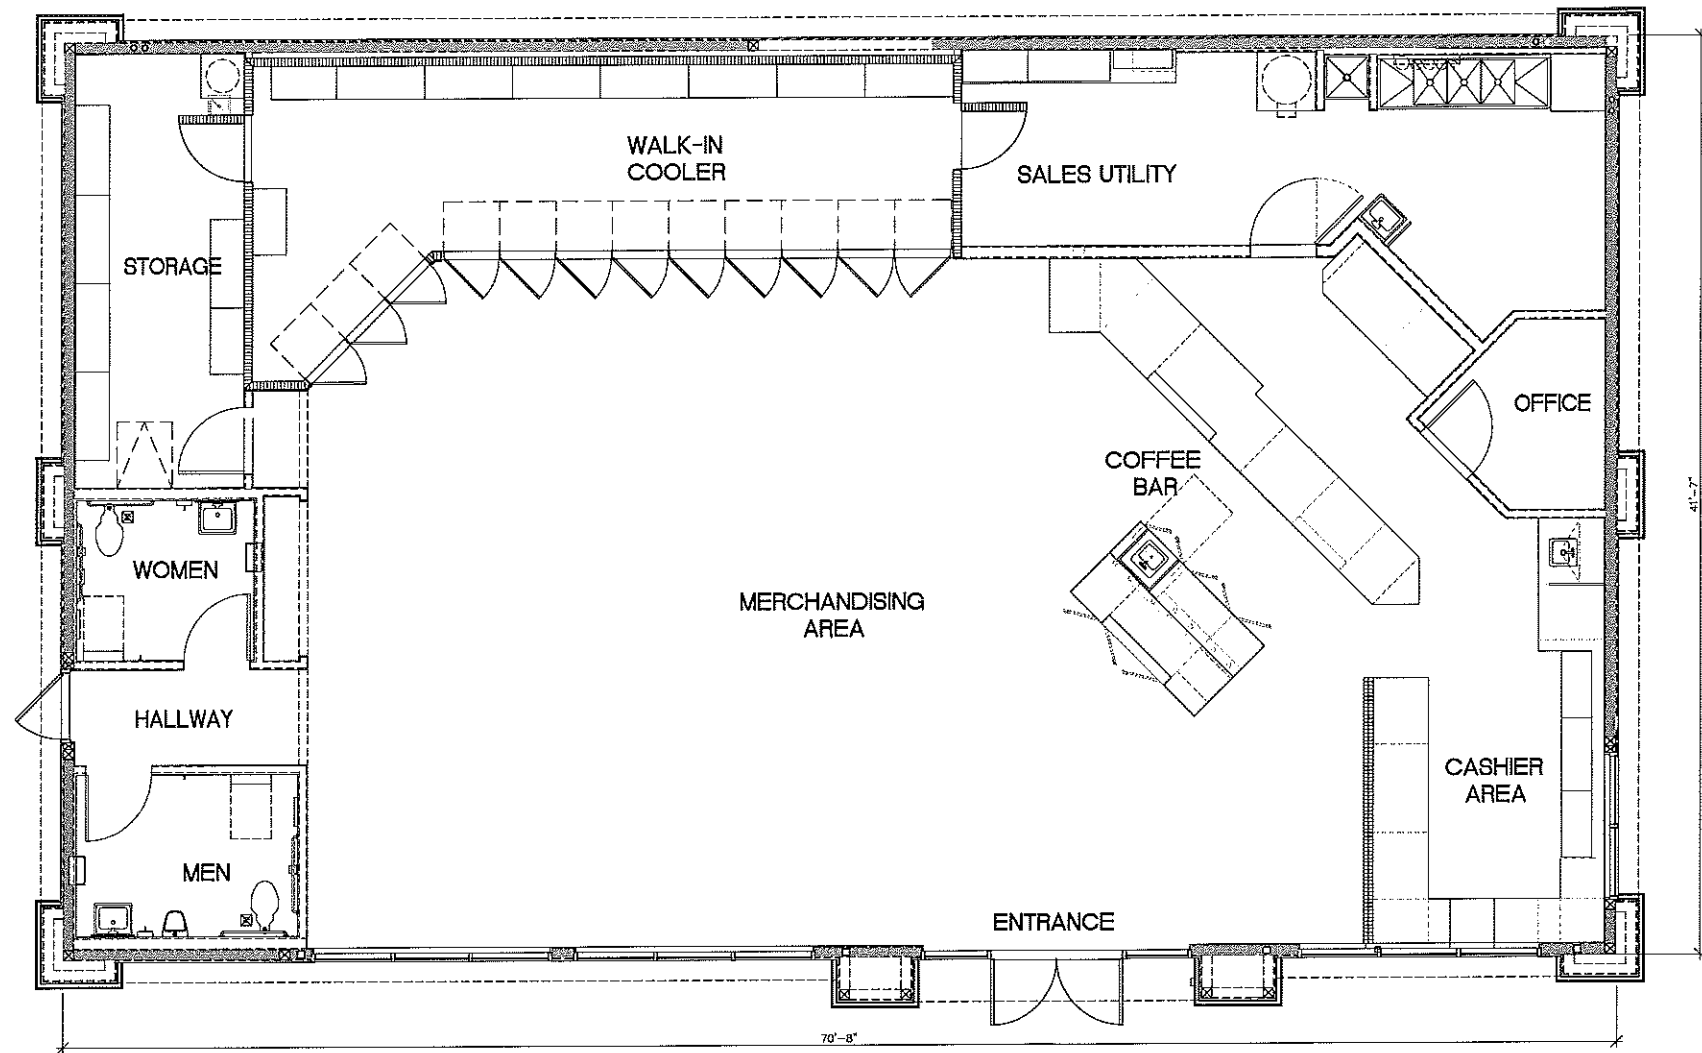 WALK-IN
COOLER
SALES UTILITY
STORAGE
OFFICE
COFFEE
BAR
41'-7"
WOMEN
MERCHANDISING
AREA
HALLWAY
CASHIER
AREA
MEN
ENTRANCE
70'-8"